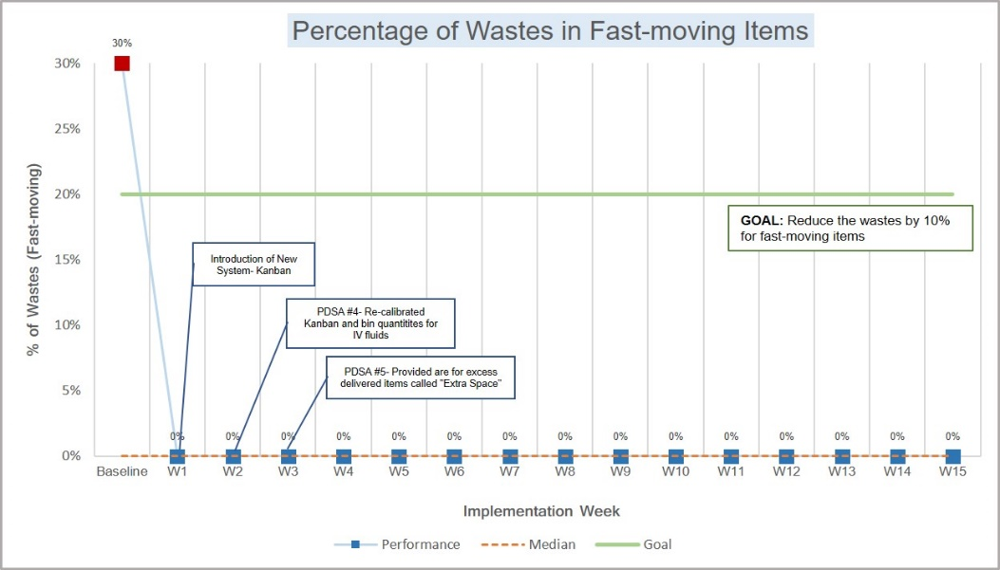 Percentage of Wastes in Fast-moving Items
30%
30%
25%
20%
15%
10%
5%
0%
% of Wastes (Fast-moving)
GOAL: Reduce the wastes by 10%
for fast-moving items
Introduction of New
System- Kanban
PDSA #4- Re-calibrated
Kanban and bin quantitites for
IV fluids
PDSA #5- Provided are for excess
delivered items called "Extra Space"
0% 0% 0% 0% 0% 0% 0% 0% 0% 0% 0% 0% 0% 0% 0%
Baseline W1 W2 W3 W4 W5 W6 W7 W8 W9 W10 W11 W12 W13 W14 W15
Implementation Week
Performance Median Goal